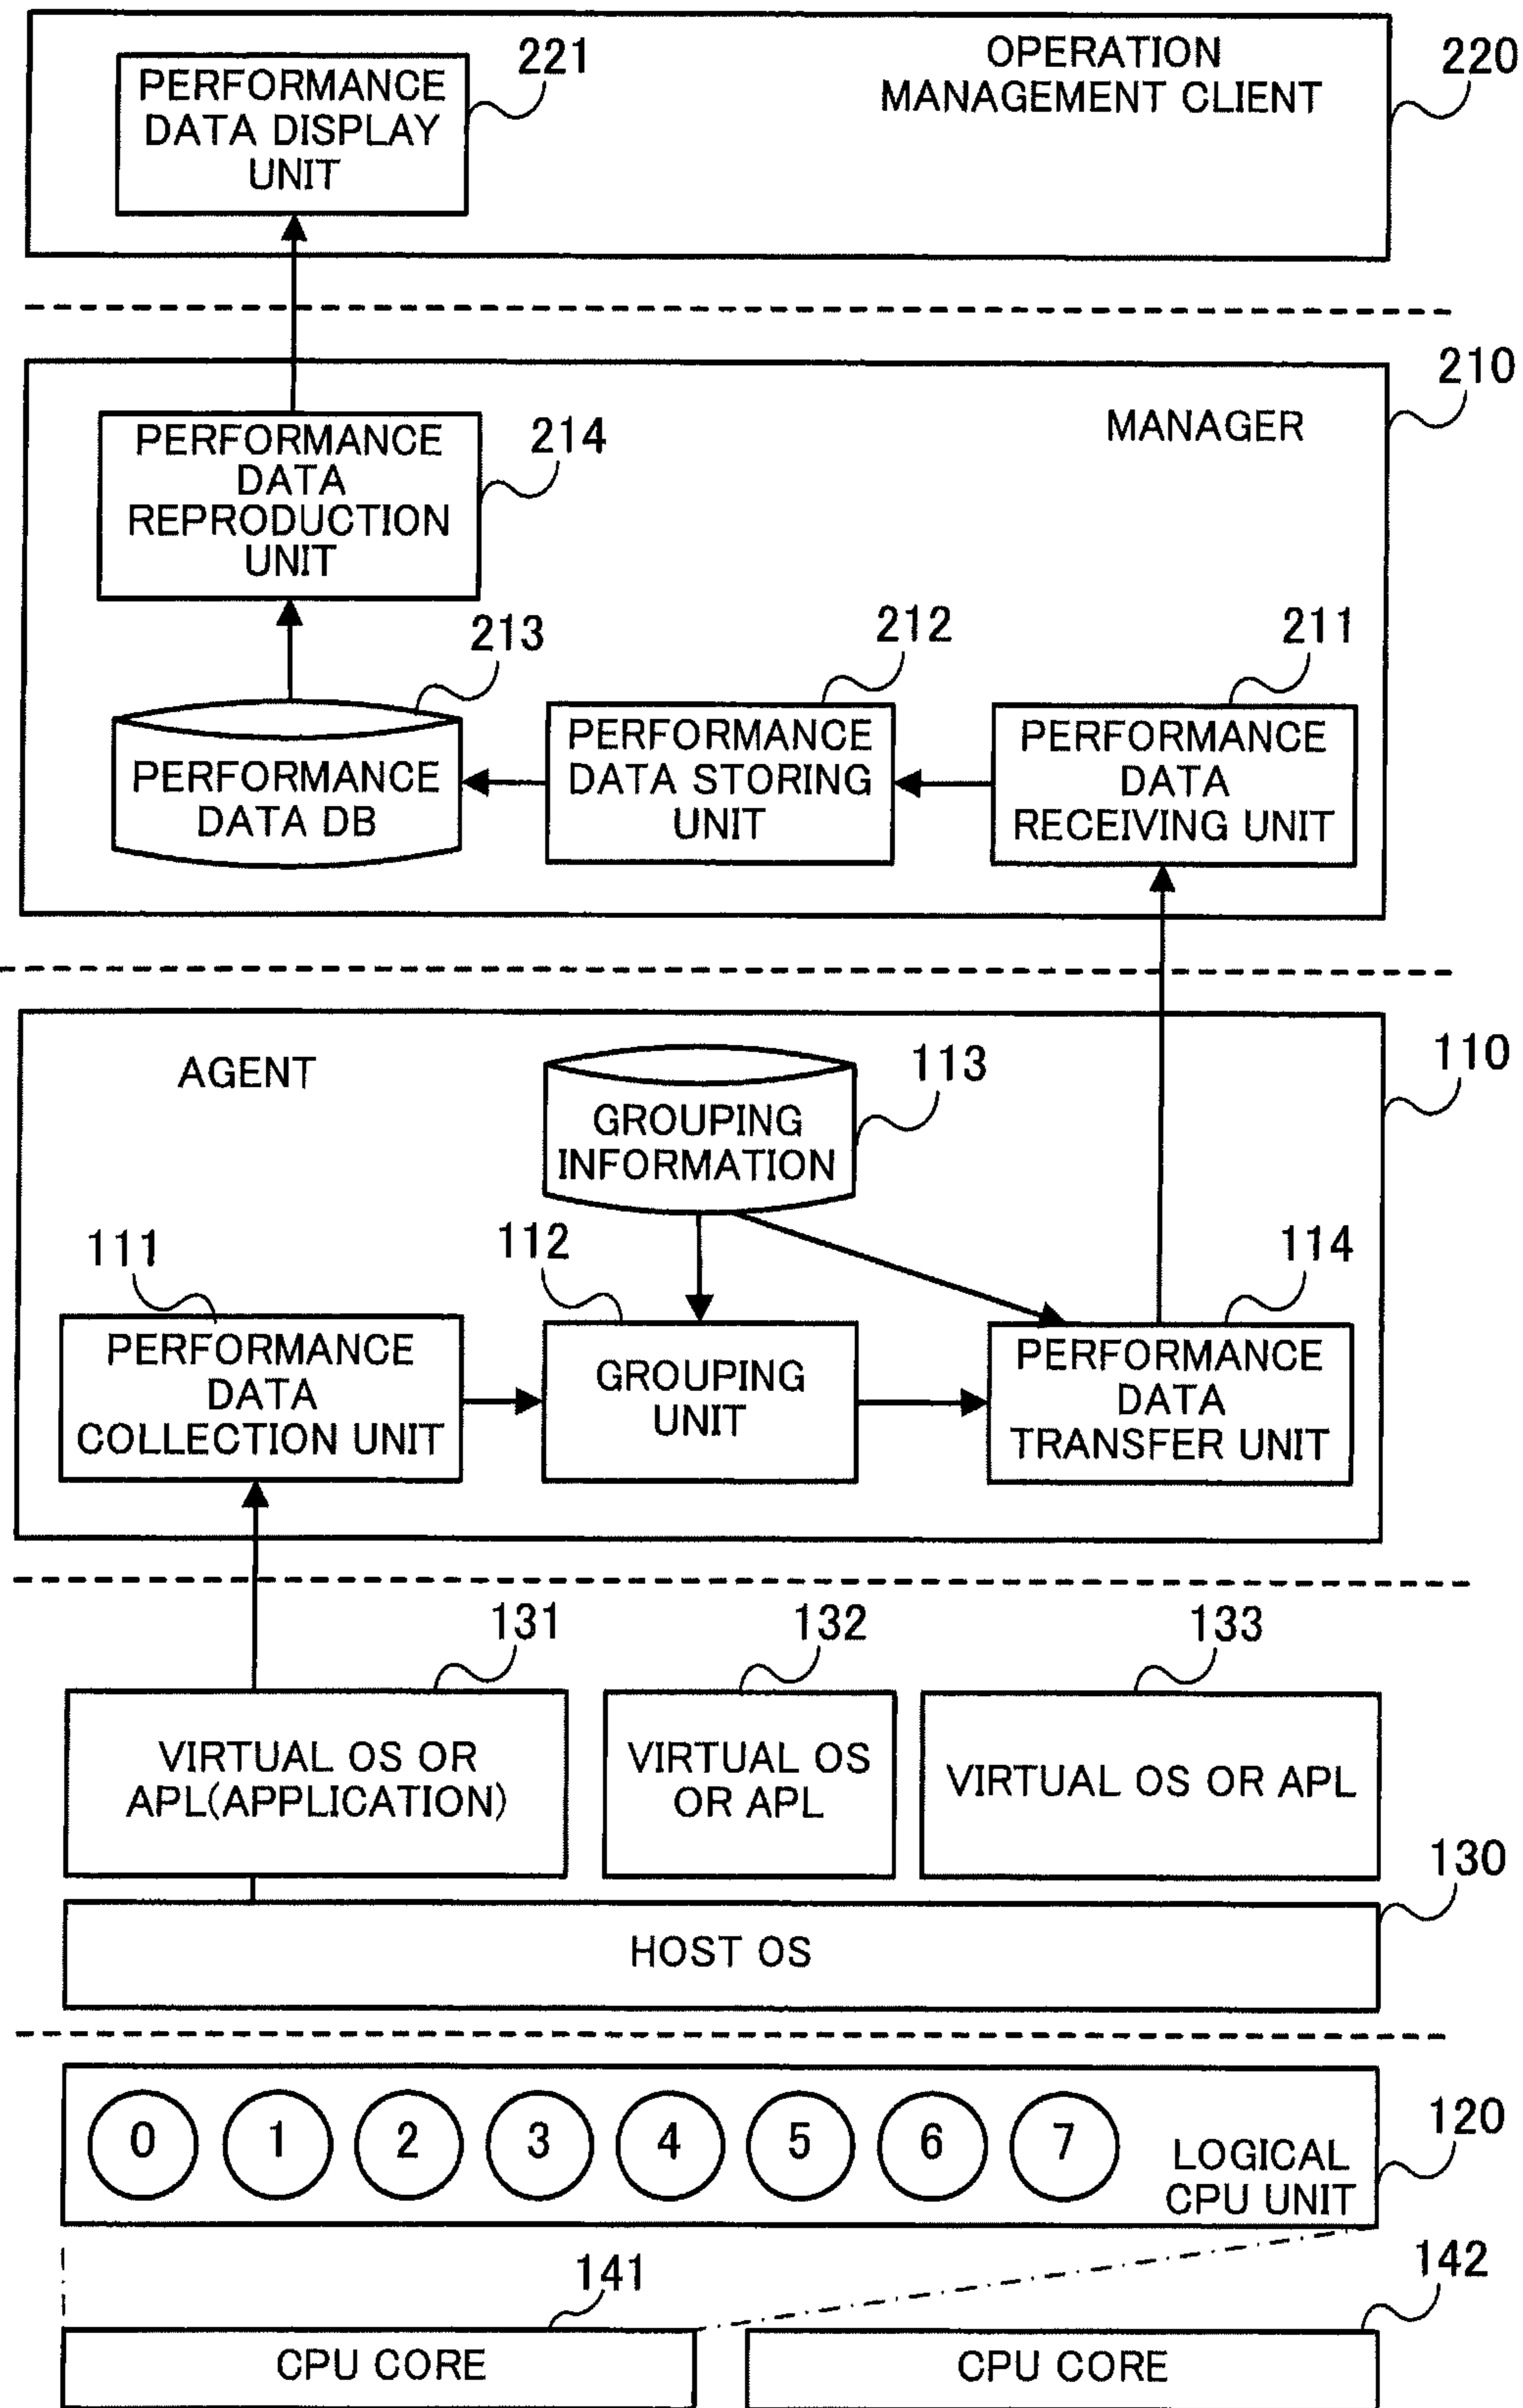 OPERATION
MANAGEMENT CLIENT
220
221
PERFORMANCE
DATA DISPLAY
UNIT
210
MANAGER
214
PERFORMANCE
DATA
REPRODUCTION
UNIT
213
PERFORMANCE
DATA DB
212
PERFORMANCE
DATA STORING
UNIT
211
PERFORMANCE
DATA
RECEIVING UNIT
110
AGENT
113
GROUPING
INFORMATION
111
PERFORMANCE
DATA
COLLECTION UNIT
112
GROUPING
UNIT
114
PERFORMANCE
DATA
TRANSFER UNIT
131
VIRTUAL OS OR
APL(APPLICATION)
132
VIRTUAL OS
OR APL
133
VIRTUAL OS OR APL
130
HOST OS
0 1 2 3 4 5 6 7
LOGICAL
CPU UNIT
120
141
CPU CORE
142
CPU CORE